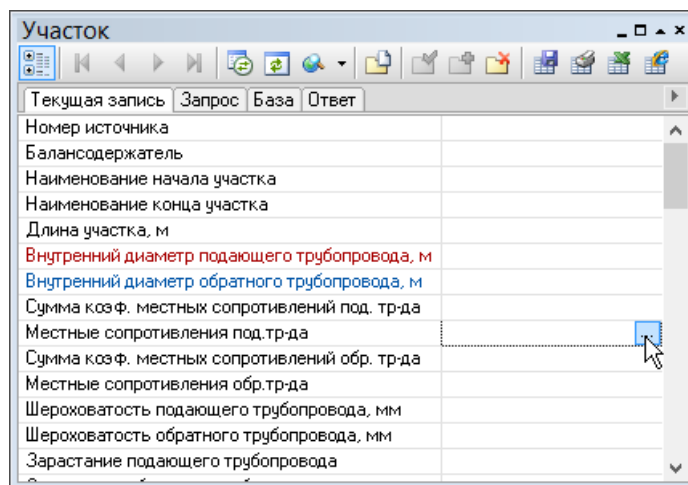 Участок
Текущая запись Запрос База Ответ
Номер источника
Балансодержатель
Наименование начала участка
Наименование конца участка
Длина участка, м
Внутренний диаметр подающего трубопровода, м
Внутренний диаметр обратного трубопровода, м
Сумма коэф. местных сопротивлений под. тр-да
Местные сопротивления под.тр-да ...
Сумма коэф. местных сопротивлений обр. тр-да
Местные сопротивления обр.тр-да
Шероховатость подающего трубопровода, мм
Шероховатость обратного трубопровода, мм
Зарастание подающего трубопровода